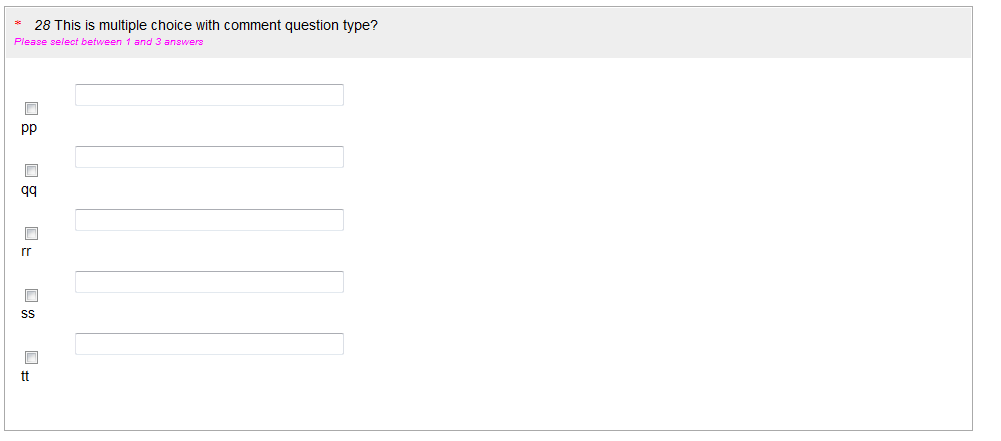 * 28 This is multiple choice with comment question type?
Please select between 1 and 3 answers
pp
qq
rr
ss
tt